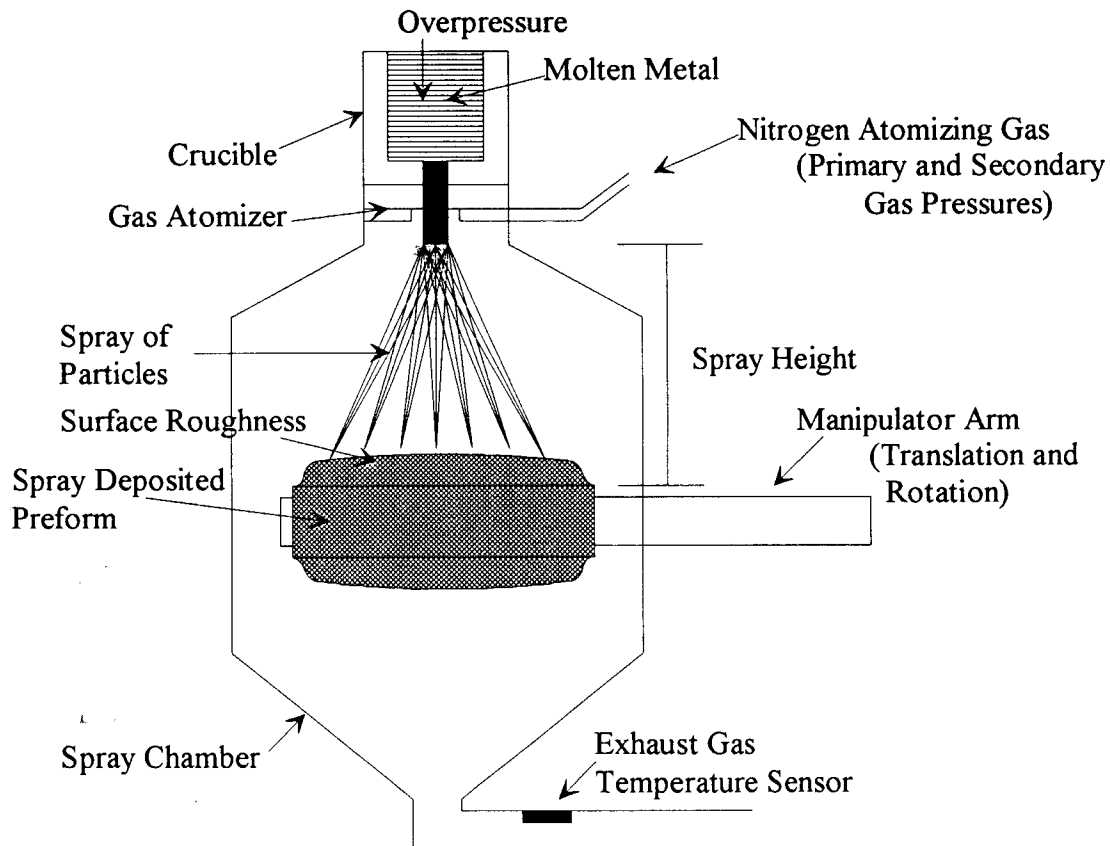 Overpressure
Molten Metal
Nitrogen Atomizing Gas
(Primary and Secondary
Gas Pressures)
Crucible
Gas Atomizer
Spray of
Particles
Spray Height
Surface Roughness
Manipulator Arm
(Translation and
Rotation)
Spray Deposited
Preform
Spray Chamber
Exhaust Gas
Temperature Sensor